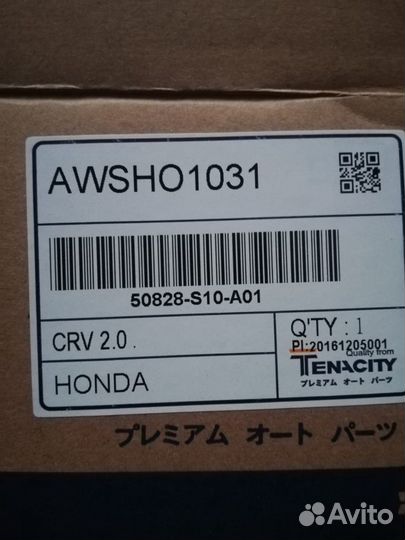 AWSHO1031
50828-S10-A01
CRV 2.0 .
Q'TY : 1
PI:20161205001
Quality from
TENACITY
プレミアム オート パーツ
HONDA
プレミアム オート パーツ
Avito